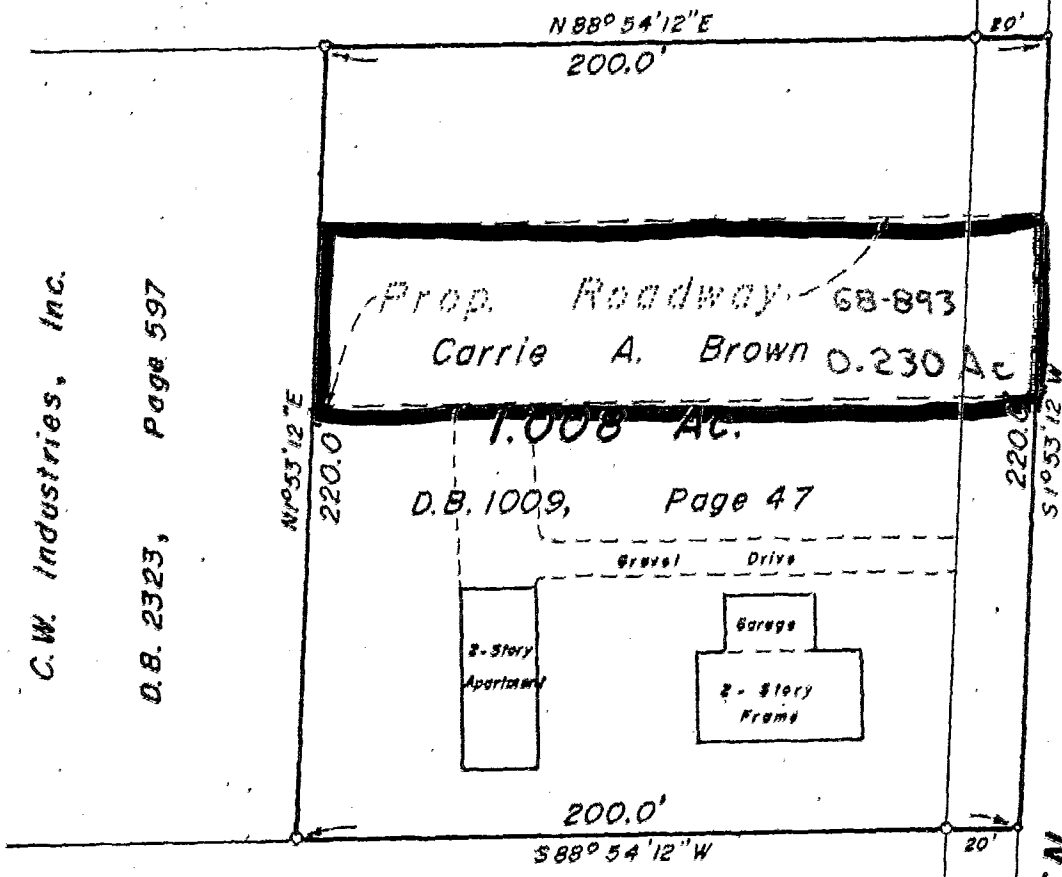 N 88° 54' 12" E
20'
200.0'
C.W. Industries, Inc.
D.B. 2323, Page 597
Prop. Roadway 68-893
Carrie A. Brown 0.230 Ac
1.008 Ac.
D.B. 1009, Page 47
N1° 53' 12" E
220.0
220.0
S 1° 53' 12" W
Gravel Drive
2-Story
Apartment
Garage
2-Story
Frame
200.0'
S 88° 54' 12" W
20'